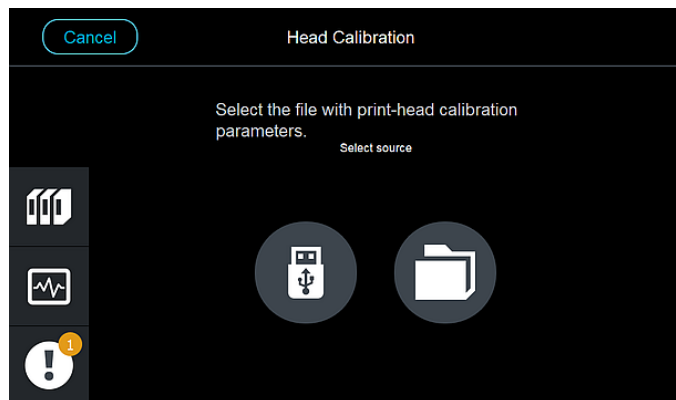 Cancel
Head Calibration
Select the file with print-head calibration
parameters.
Select source
1